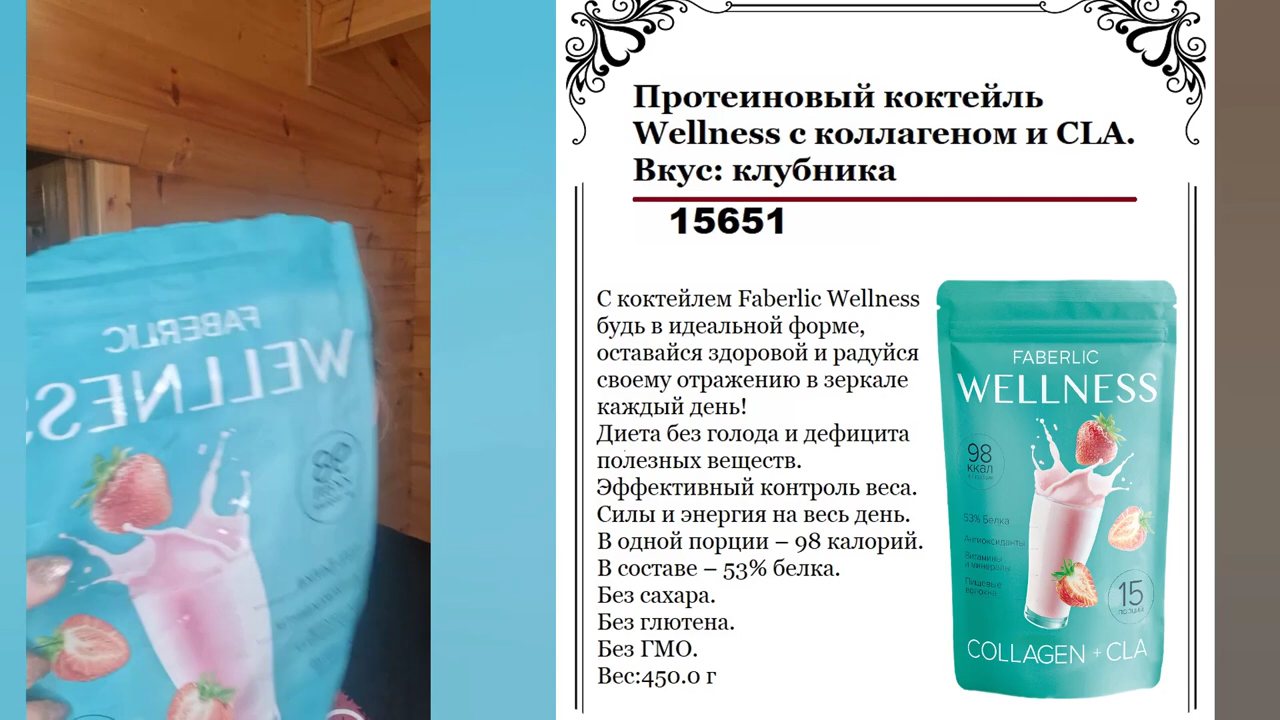 FABERLIC
WELLNESS
Протеиновый коктейль
Wellness с коллагеном и CLA.
Вкус: клубника
15651
С коктейлем Faberlic Wellness
будь в идеальной форме,
оставайся здоровой и радуйся
своему отражению в зеркале
каждый день!
Диета без голода и дефицита
полезных веществ.
Эффективный контроль веса.
Силы и энергия на весь день.
В одной порции – 98 калорий.
В составе – 53% белка.
Без сахара.
Без глютена.
Без ГМО.
Вес:450.0 г
FABERLIC
WELLNESS
98
ккал
53% Белка
Антиоксиданты
Витамины
и минералы
Пищевые
волокна
15
порций
COLLAGEN + CLA